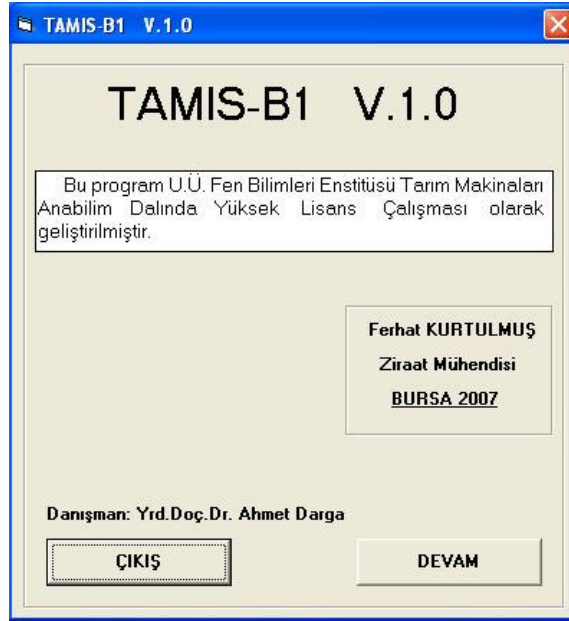 TAMIS-B1 V.1.0
TAMIS-B1 V.1.0
Bu program U.Ü. Fen Bilimleri Enstitüsü Tarım Makinaları
Anabilim Dalında Yüksek Lisans Çalışması olarak
geliştirilmiştir.
Ferhat KURTULMUŞ
Ziraat Mühendisi
BURSA 2007
Danışman: Yrd.Doç.Dr. Ahmet Darga
ÇIKIŞ
DEVAM